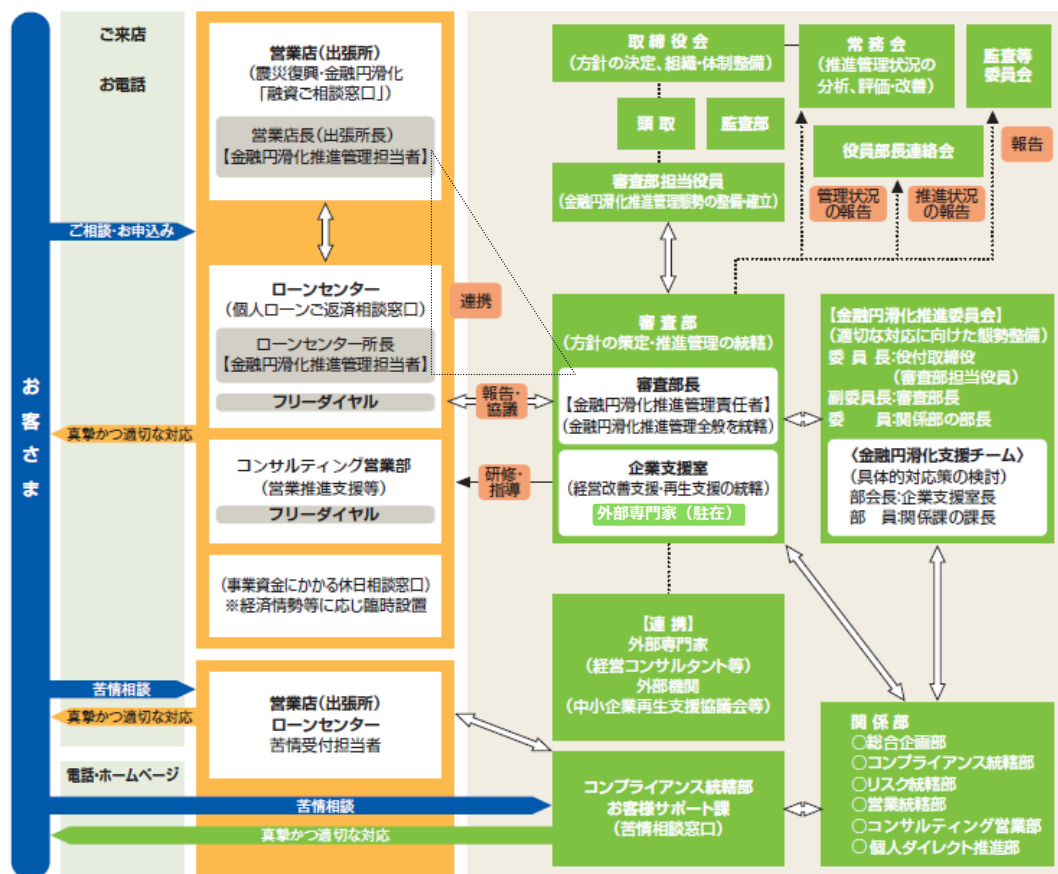 お客さま
ご来店
お電話
ご相談・お申込み
真摯かつ適切な対応
苦情相談
真摯かつ適切な対応
電話・ホームページ
苦情相談
真摯かつ適切な対応
営業店(出張所)
(震災復興・金融円滑化
「融資ご相談窓口」)
営業店長(出張所長)
【金融円滑化推進管理担当者】
ローンセンター
(個人ローンご返済相談窓口)
ローンセンター所長
【金融円滑化推進管理担当者】
フリーダイヤル
コンサルティング営業部
(営業推進支援等)
フリーダイヤル
(事業資金にかかる休日相談窓口)
※経済情勢等に応じ臨時設置
営業店(出張所)
ローンセンター
苦情受付担当者
連携
報告・
協議
研修・
指導
取締役会
(方針の決定、組織・体制整備)
頭取
監査部
審査部担当役員
(金融円滑化推進管理態勢の整備・確立)
常務会
(推進管理状況の
分析、評価・改善)
監査等
委員会
役員部長連絡会
報告
管理状況
の報告
推進状況
の報告
審査部
(方針の策定・推進管理の統轄)
審査部長
【金融円滑化推進管理責任者】
(金融円滑化推進管理全般を統轄)
企業支援室
(経営改善支援・再生支援の統轄)
外部専門家（駐在）
【金融円滑化推進委員会】
(適切な対応に向けた態勢整備)
委員長:役付取締役
(審査部担当役員)
副委員長:審査部長
委　員:関係部の部長
〈金融円滑化支援チーム〉
(具体的対応策の検討)
部会長:企業支援室長
部　員:関係課の課長
【連携】
外部専門家
(経営コンサルタント等)
外部機関
(中小企業再生支援協議会等)
コンプライアンス統轄部
お客様サポート課
(苦情相談窓口)
関係部
○総合企画部
○コンプライアンス統轄部
○リスク統轄部
○営業統轄部
○コンサルティング営業部
○個人ダイレクト推進部